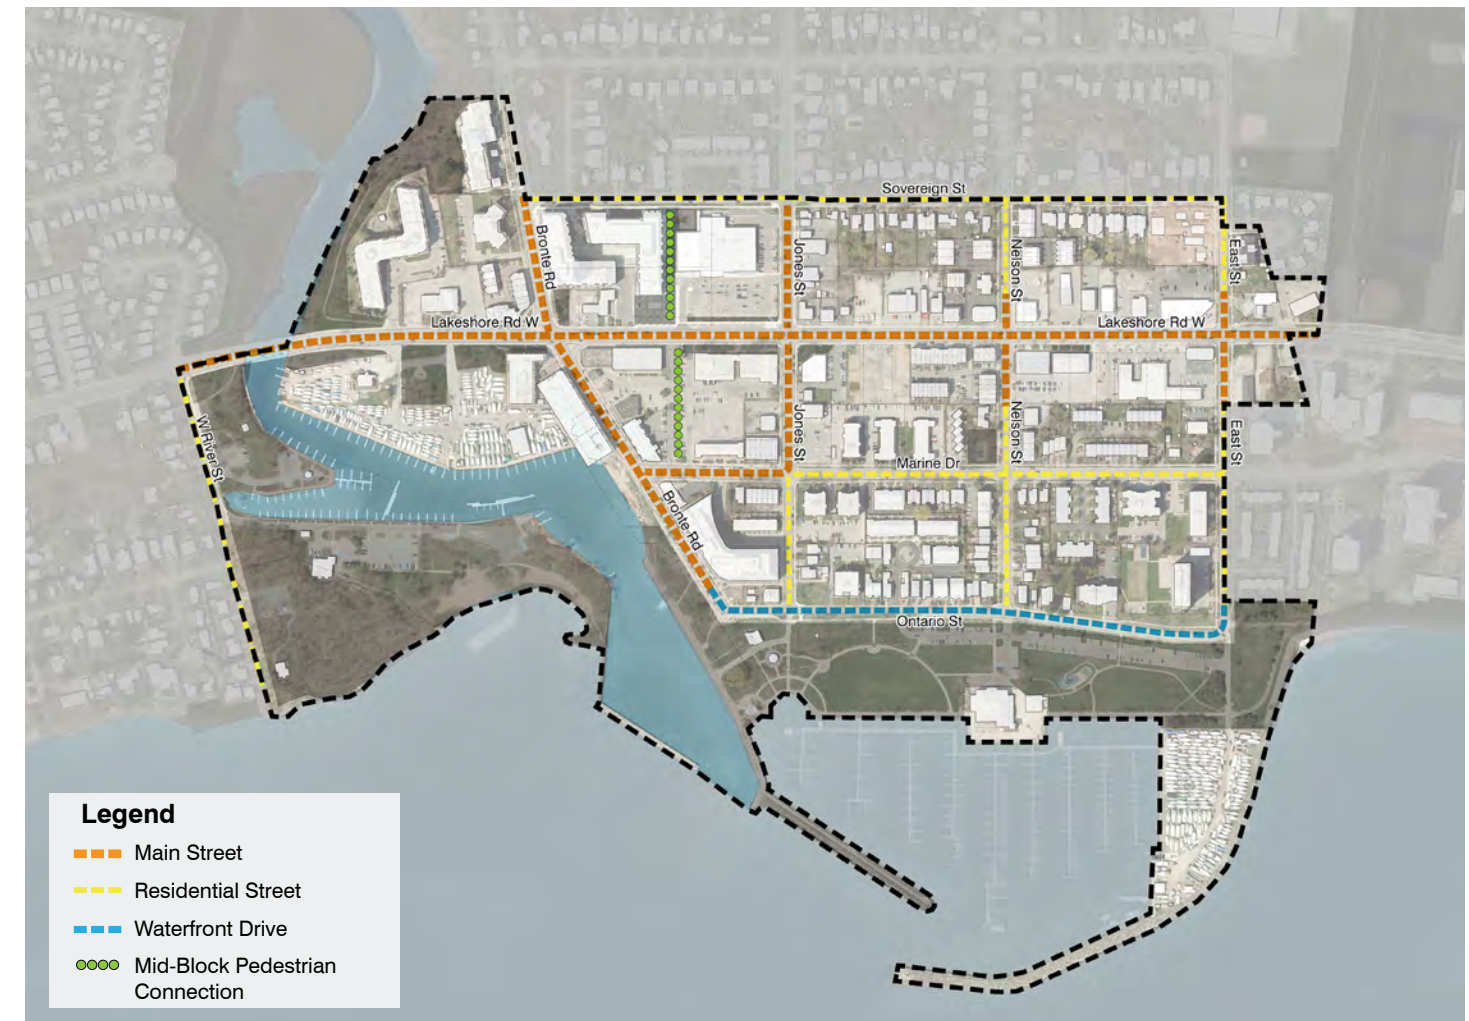 Sovereign St
Bronte Rd
Jones St
Nelson St
East St
Lakeshore Rd W
Lakeshore Rd W
W River St
Jones St
Nelson St
East St
Marine Dr
Bronte Rd
Ontario St
Legend
Main Street
Residential Street
Waterfront Drive
Mid-Block Pedestrian
Connection